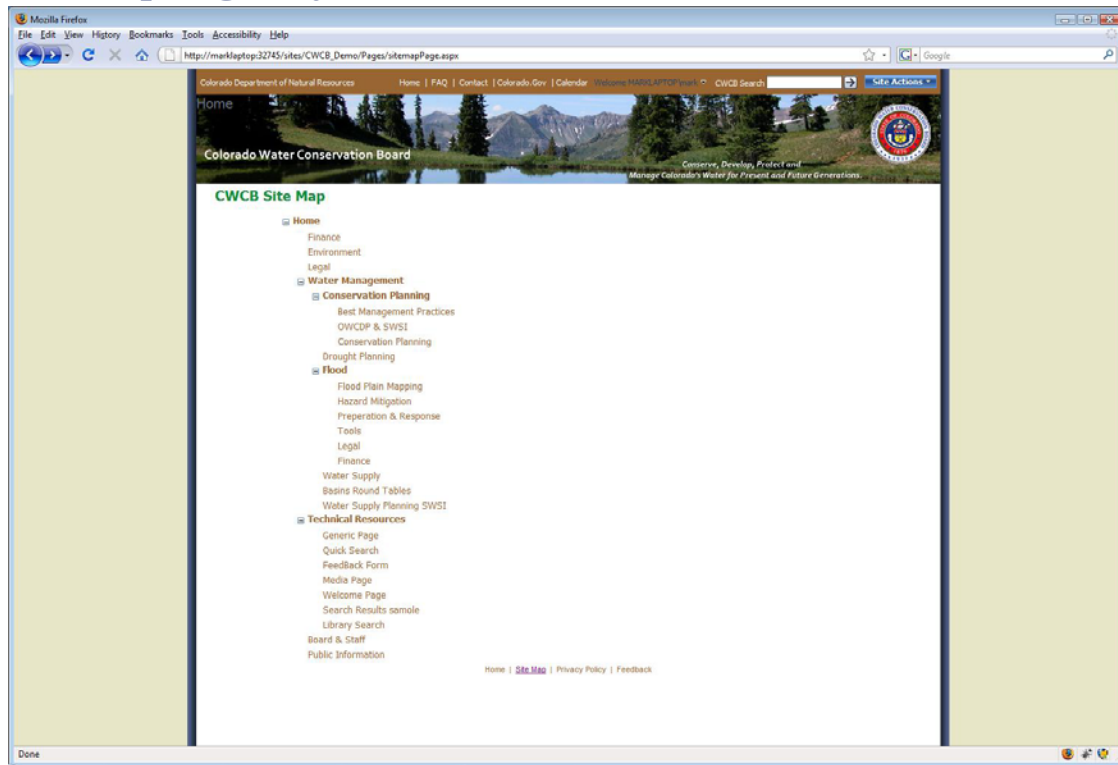 Mozilla Firefox
File Edit View History Bookmarks Tools Accessibility Help
http://marklaptop:32745/sites/CWCB_Demo/Pages/sitemapPage.aspx
Google
Colorado Department of Natural Resources Home | FAQ | Contact | Colorado.Gov | Calendar Welcome MARKLAPTOP\mark CWCB Search Site Actions
Home
Colorado Water Conservation Board
Conserve, Develop, Protect and
Manage Colorado's Water for Present and Future Generations.
CWCB Site Map
Home
Finance
Environment
Legal
Water Management
Conservation Planning
Best Management Practices
OWCDP & SWSI
Conservation Planning
Drought Planning
Flood
Flood Plain Mapping
Hazard Mitigation
Preperation & Response
Tools
Legal
Finance
Water Supply
Basins Round Tables
Water Supply Planning SWSI
Technical Resources
Generic Page
Quick Search
FeedBack Form
Media Page
Welcome Page
Search Results samole
Library Search
Board & Staff
Public Information
Home | Site Map | Privacy Policy | Feedback
Done